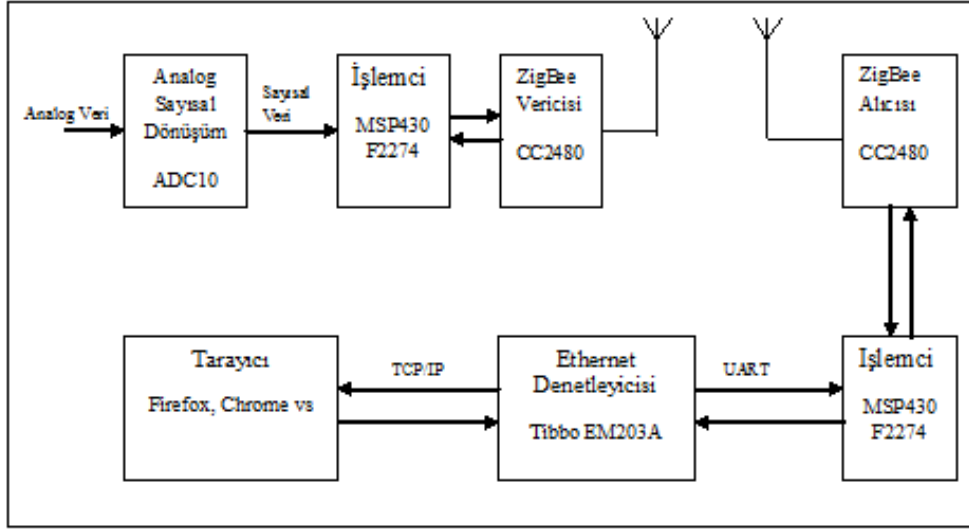 Analog Veri
Analog
Sayısal
Dönüşüm
ADC10
Sayısal
Veri
İşlemci
MSP430
F2274
ZigBee
Vericisi
CC2480
ZigBee
Alıcısı
CC2480
Tarayıcı
Firefox, Chrome vs
TCP/IP
Ethernet
Denetleyicisi
Tibbo EM203A
UART
İşlemci
MSP430
F2274